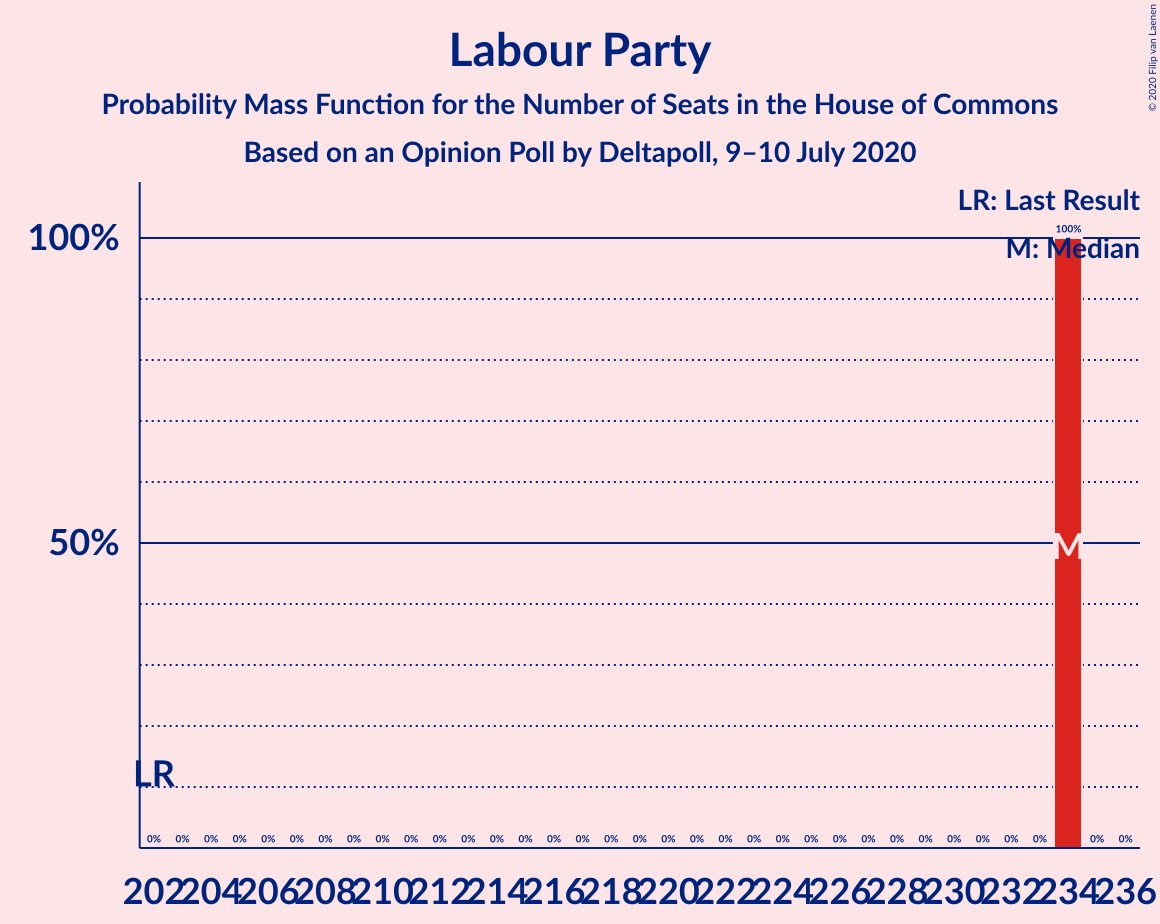 Labour Party
Probability Mass Function for the Number of Seats in the House of Commons
Based on an Opinion Poll by Deltapoll, 9–10 July 2020
© 2020 Filip van Laenen
LR: Last Result
M: Median
100%
100%
50%
M
LR
0% 0% 0% 0% 0% 0% 0% 0% 0% 0% 0% 0% 0% 0% 0% 0% 0% 0% 0% 0% 0% 0% 0% 0% 0% 0% 0% 0% 0% 0% 0% 0% 0% 0%
202 204 206 208 210 212 214 216 218 220 222 224 226 228 230 232 234 236